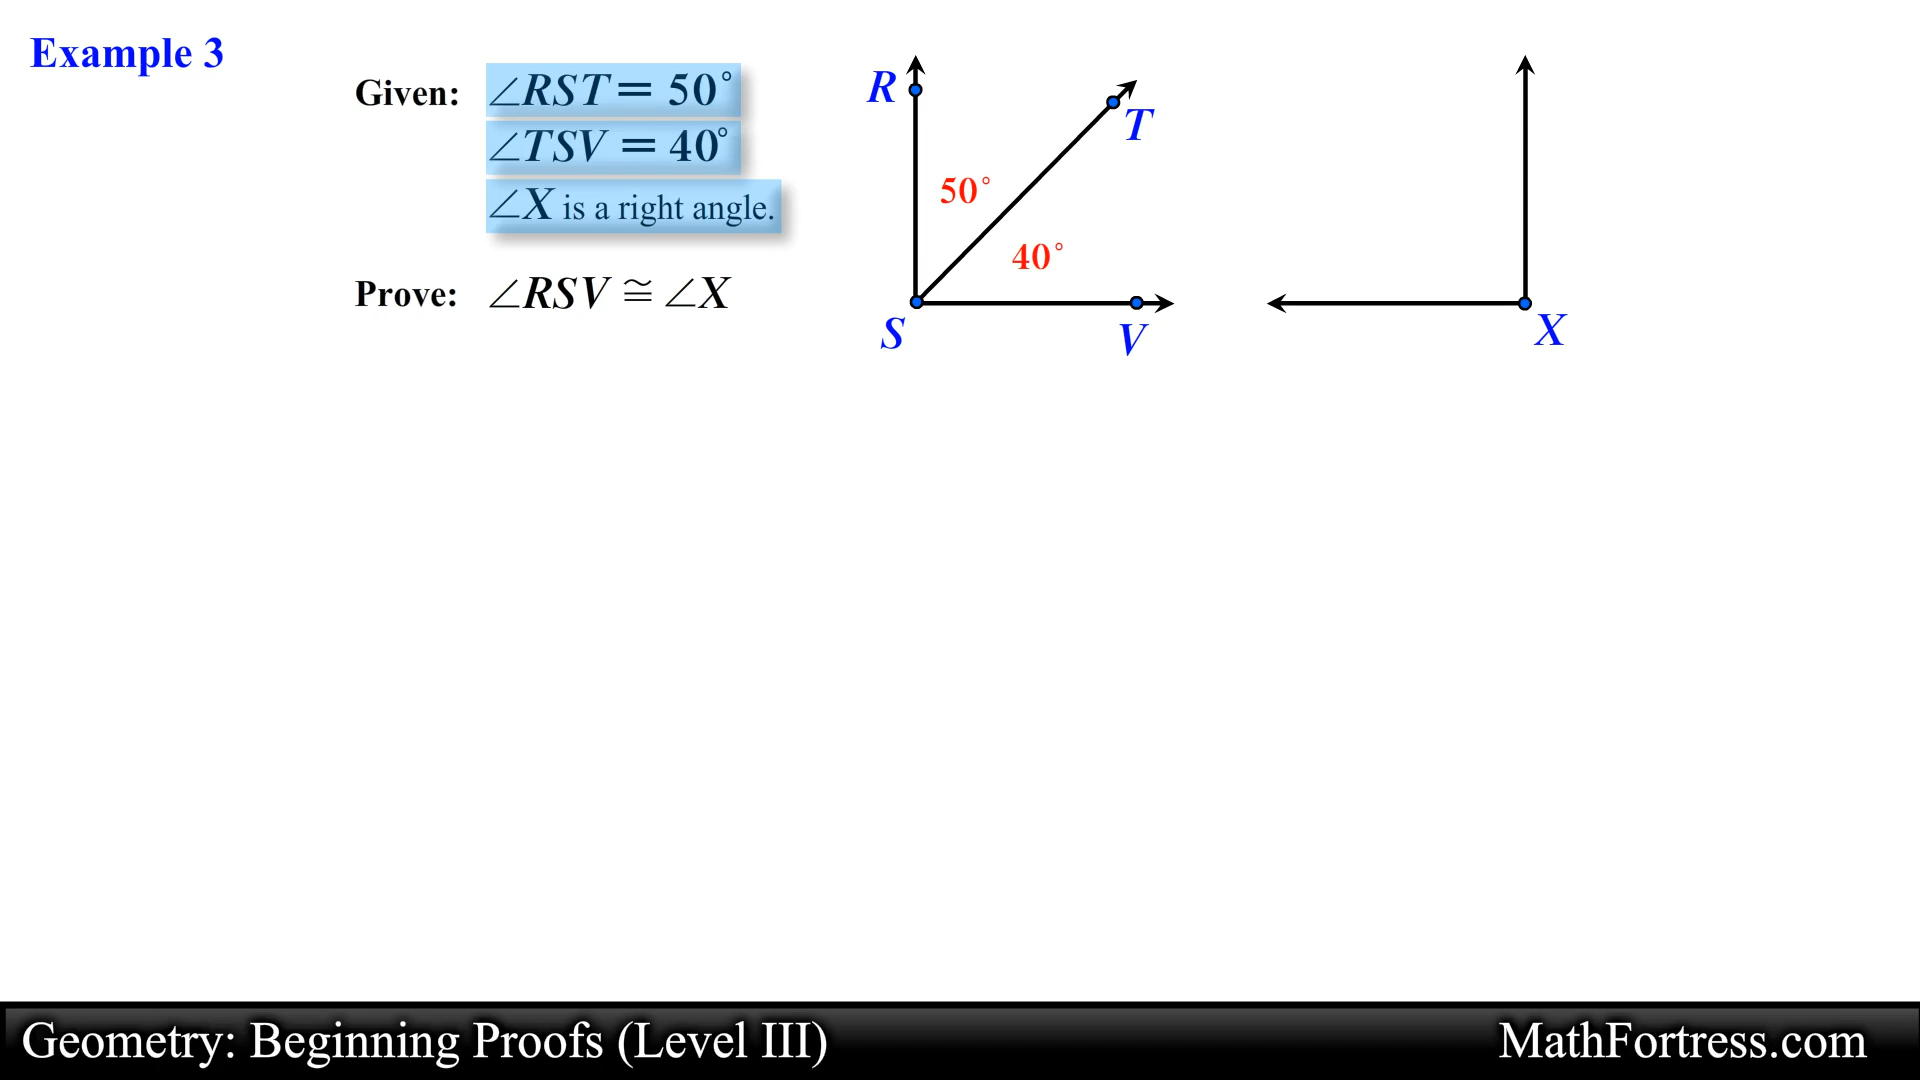 Example 3
Given: ∠RST = 50°
∠TSV = 40°
∠X is a right angle.
Prove: ∠RSV ≅ ∠X
R
T
50°
40°
S
V
X
Geometry: Beginning Proofs (Level III)
MathFortress.com